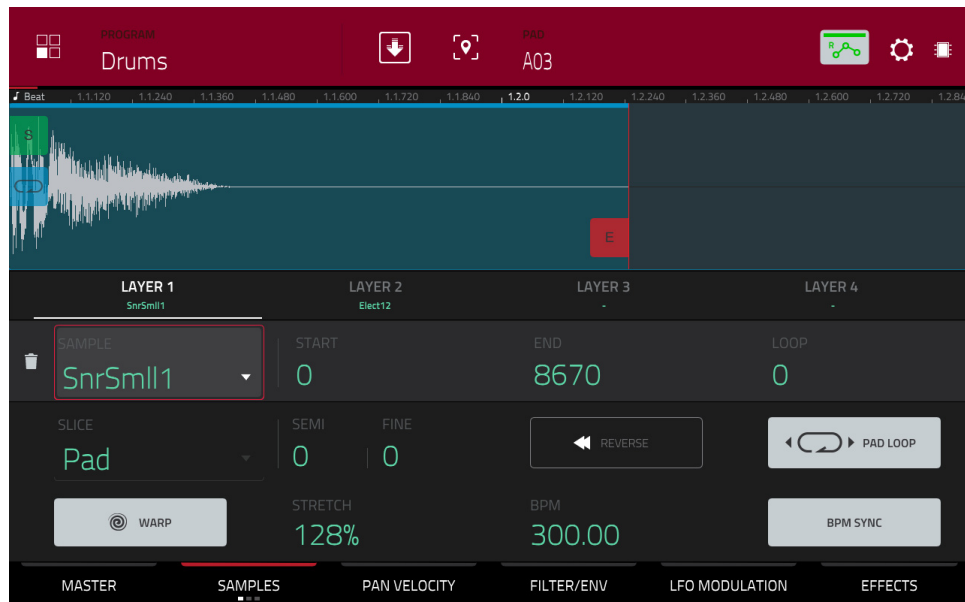 PROGRAM
Drums
PAD
A03
R
Beat 1.1.120 1.1.240 1.1.360 1.1.480 1.1.600 1.1.720 1.1.840 1.2.0 1.2.120 1.2.240 1.2.360 1.2.480 1.2.600 1.2.720 1.2.84
S
E
LAYER 1 LAYER 2 LAYER 3 LAYER 4
SnrSmll1 Elect12 - -
SAMPLE START END LOOP
SnrSmll1 0 8670 0
SLICE SEMI FINE
Pad 0 0
REVERSE
PAD LOOP
WARP
STRETCH BPM
128% 300.00
BPM SYNC
MASTER SAMPLES PAN VELOCITY FILTER/ENV LFO MODULATION EFFECTS